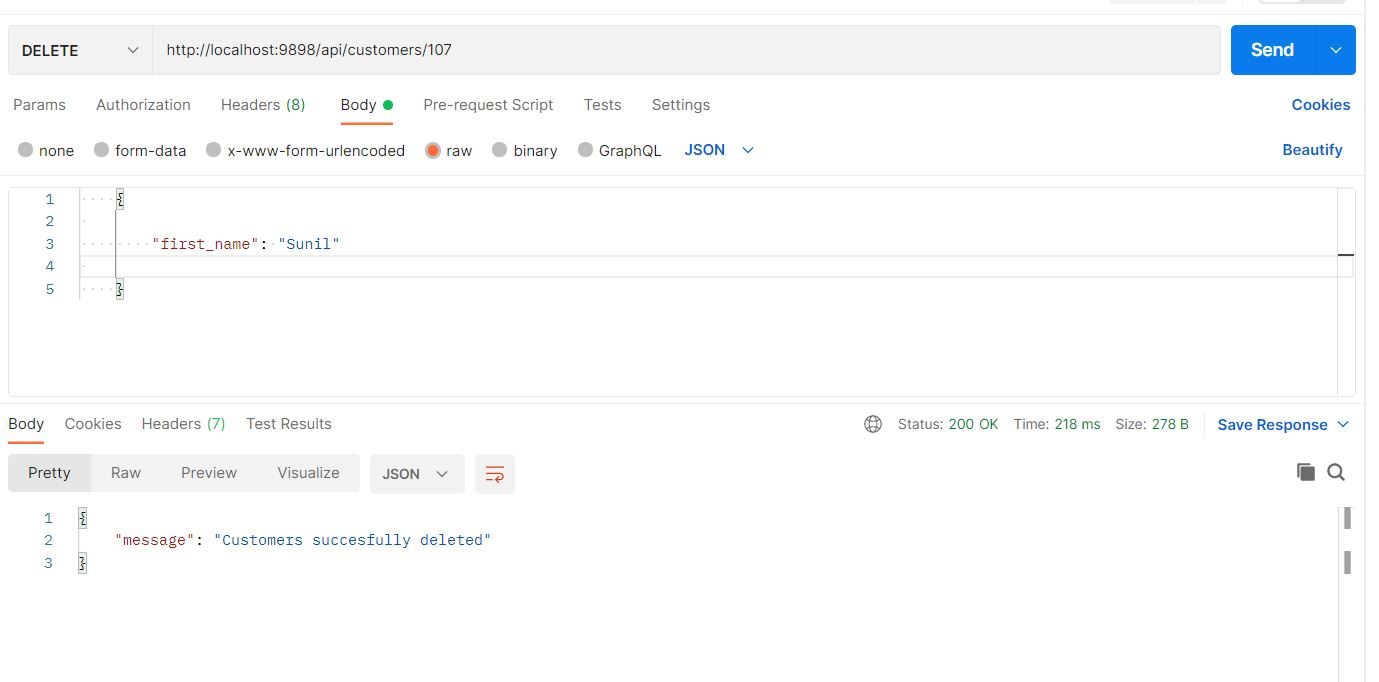 DELETE http://localhost:9898/api/customers/107 Send
Params Authorization Headers (8) Body Pre-request Script Tests Settings Cookies
none form-data x-www-form-urlencoded raw binary GraphQL JSON Beautify
1 {
2
3 "first_name": "Sunil"
4
5 }
Body Cookies Headers (7) Test Results Status: 200 OK Time: 218 ms Size: 278 B Save Response
Pretty Raw Preview Visualize JSON
1 {
2 "message": "Customers succesfully deleted"
3 }